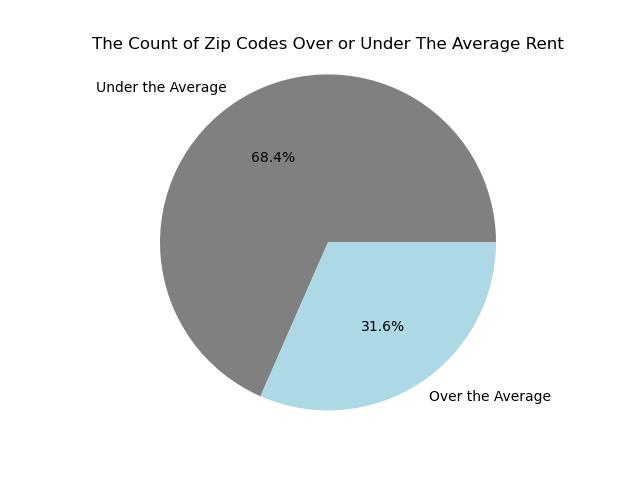 The Count of Zip Codes Over or Under The Average Rent
Under the Average
68.4%
31.6%
Over the Average